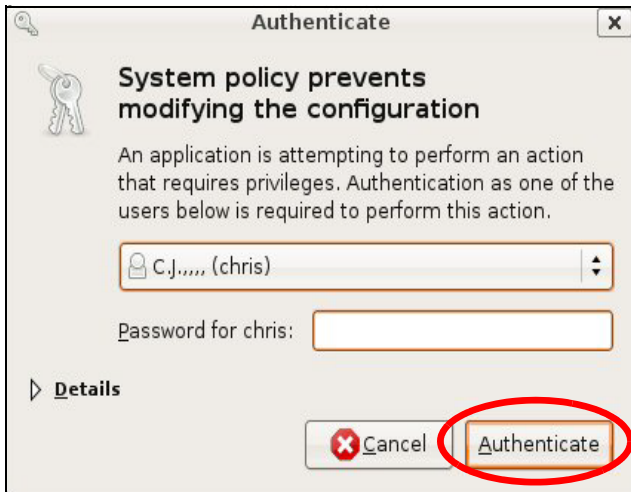 Authenticate
System policy prevents
modifying the configuration
An application is attempting to perform an action
that requires privileges. Authentication as one of the
users below is required to perform this action.
C.J.,,,, (chris)
Password for chris:
Details
Cancel
Authenticate